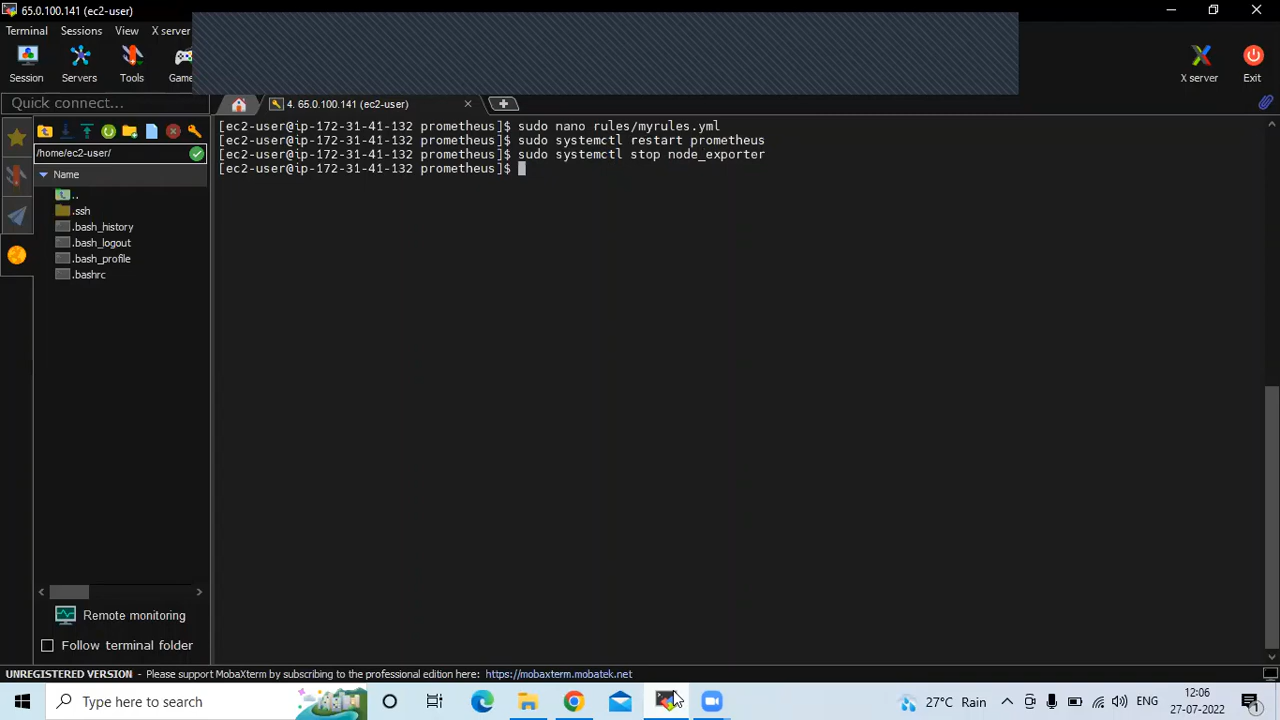 65.0.100.141 (ec2-user)
Terminal Sessions View X server
Session Servers Tools Game
X server Exit
Quick connect...
4. 65.0.100.141 (ec2-user)
/home/ec2-user/
Name
..
.ssh
.bash_history
.bash_logout
.bash_profile
.bashrc
[ec2-user@ip-172-31-41-132 prometheus]$ sudo nano rules/myrules.yml
[ec2-user@ip-172-31-41-132 prometheus]$ sudo systemctl restart prometheus
[ec2-user@ip-172-31-41-132 prometheus]$ sudo systemctl stop node_exporter
[ec2-user@ip-172-31-41-132 prometheus]$
Remote monitoring
Follow terminal folder
UNREGISTERED VERSION - Please support MobaXterm by subscribing to the professional edition here: https://mobaxterm.mobatek.net
Type here to search
27°C Rain
ENG
12:06
27-07-2022
1